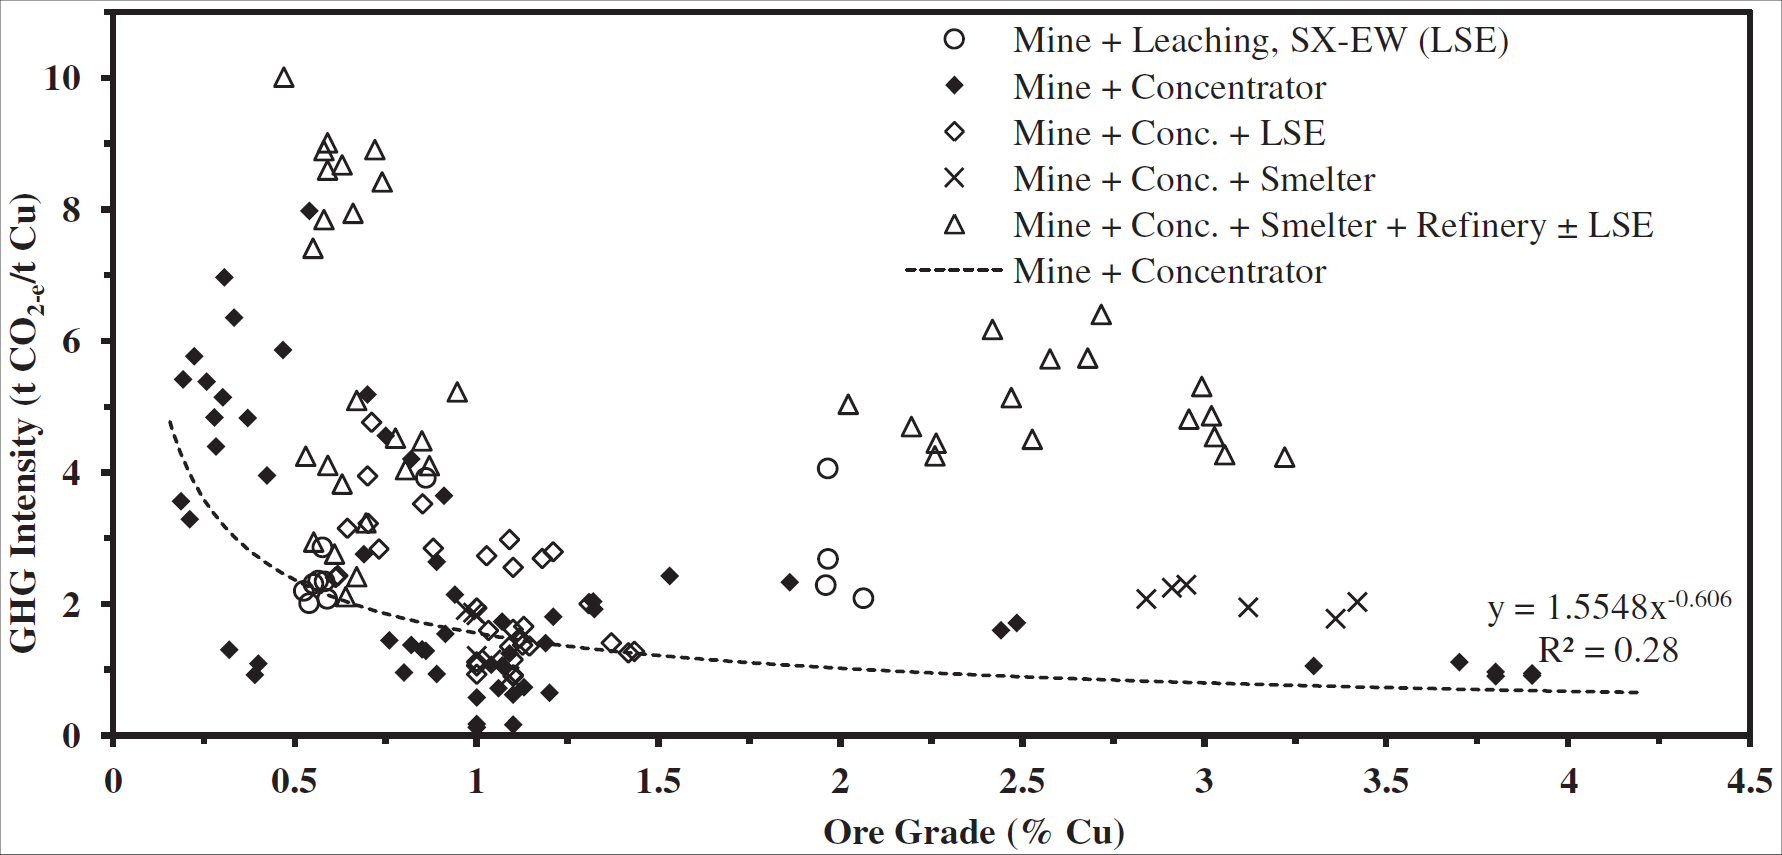 Mine + Leaching, SX-EW (LSE)
Mine + Concentrator
Mine + Conc. + LSE
Mine + Conc. + Smelter
Mine + Conc. + Smelter + Refinery ± LSE
Mine + Concentrator
10
8
6
4
2
0
GHG Intensity (t CO2-e/t Cu)
y = 1.5548x-0.606
R² = 0.28
0 0.5 1 1.5 2 2.5 3 3.5 4 4.5
Ore Grade (% Cu)